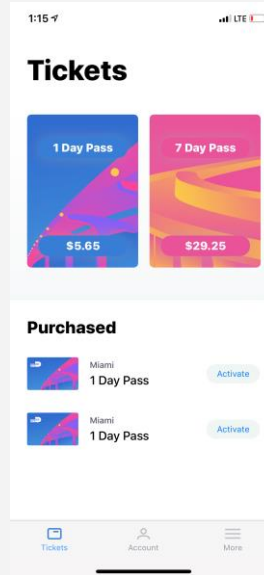 1:15
LTE
Tickets
1 Day Pass
7 Day Pass
$5.65
$29.25
Purchased
Miami
1 Day Pass
Activate
Miami
1 Day Pass
Activate
Tickets
Account
More